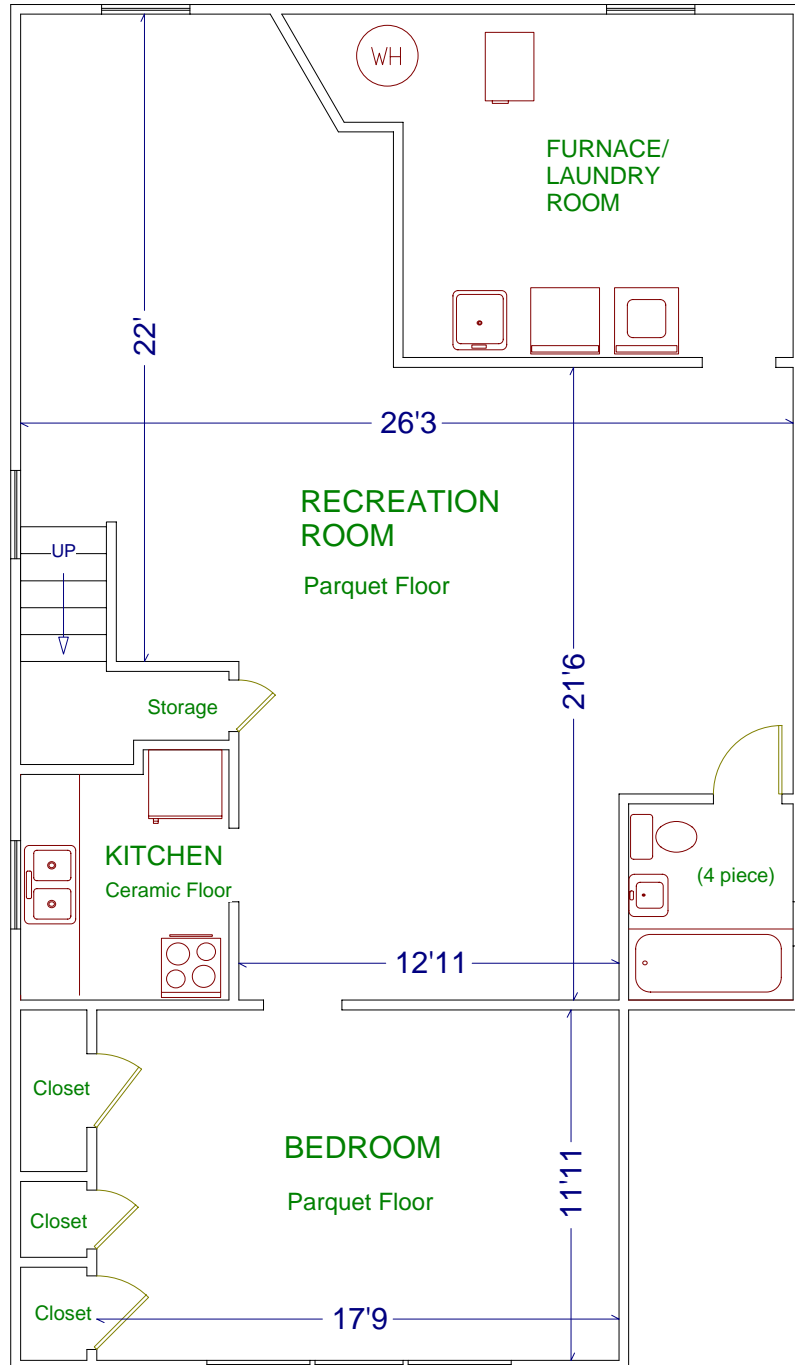 WH
FURNACE/
LAUNDRY
ROOM
22'
26'3
RECREATION
ROOM
Parquet Floor
UP
21'6
Storage
KITCHEN
Ceramic Floor
(4 piece)
12'11
Closet
BEDROOM
Parquet Floor
11'11
Closet
Closet
17'9